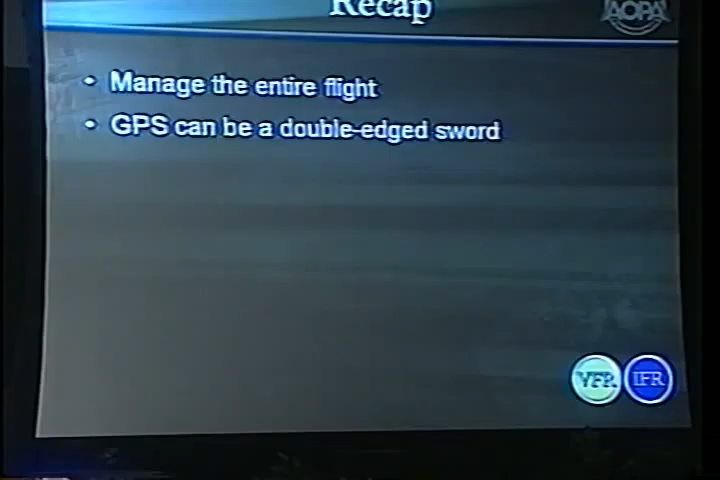 Recap
AOPA
• Manage the entire flight
• GPS can be a double-edged sword
VFR IFR